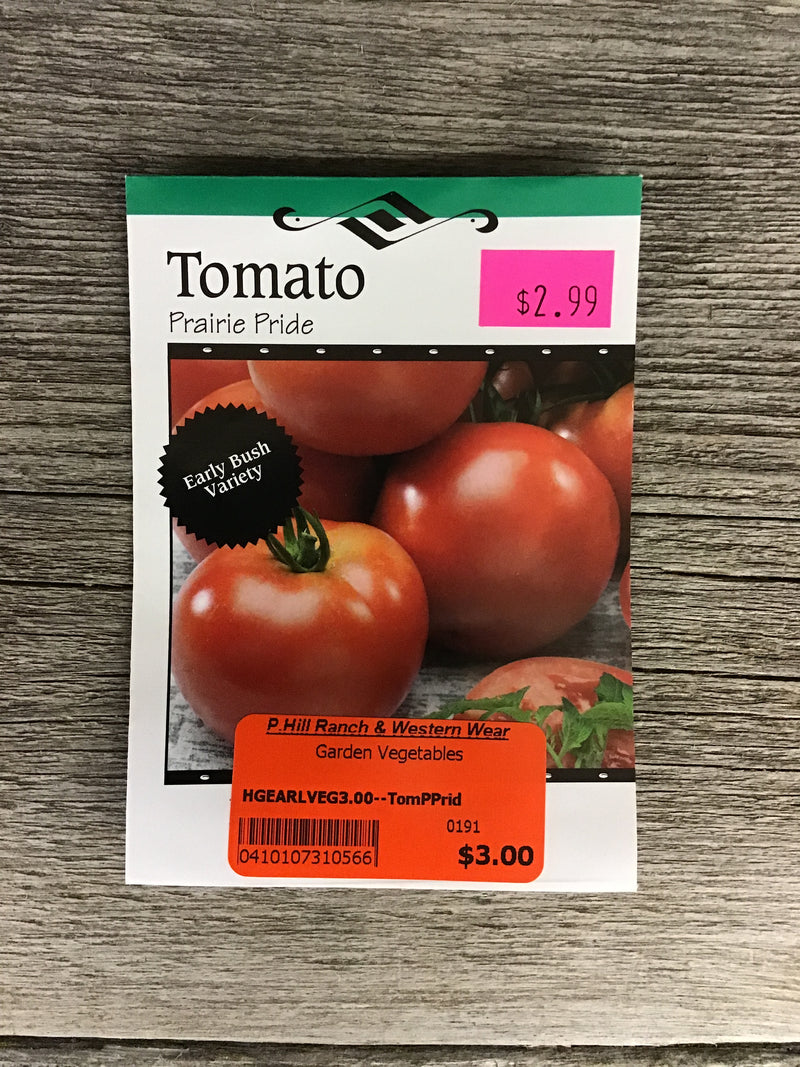 Tomato
$2.99
Prairie Pride
Early Bush
Variety
P.Hill Ranch & Western Wear
Garden Vegetables
HGEARLVEG3.00--TomPPrid
0191
0410107310566
$3.00